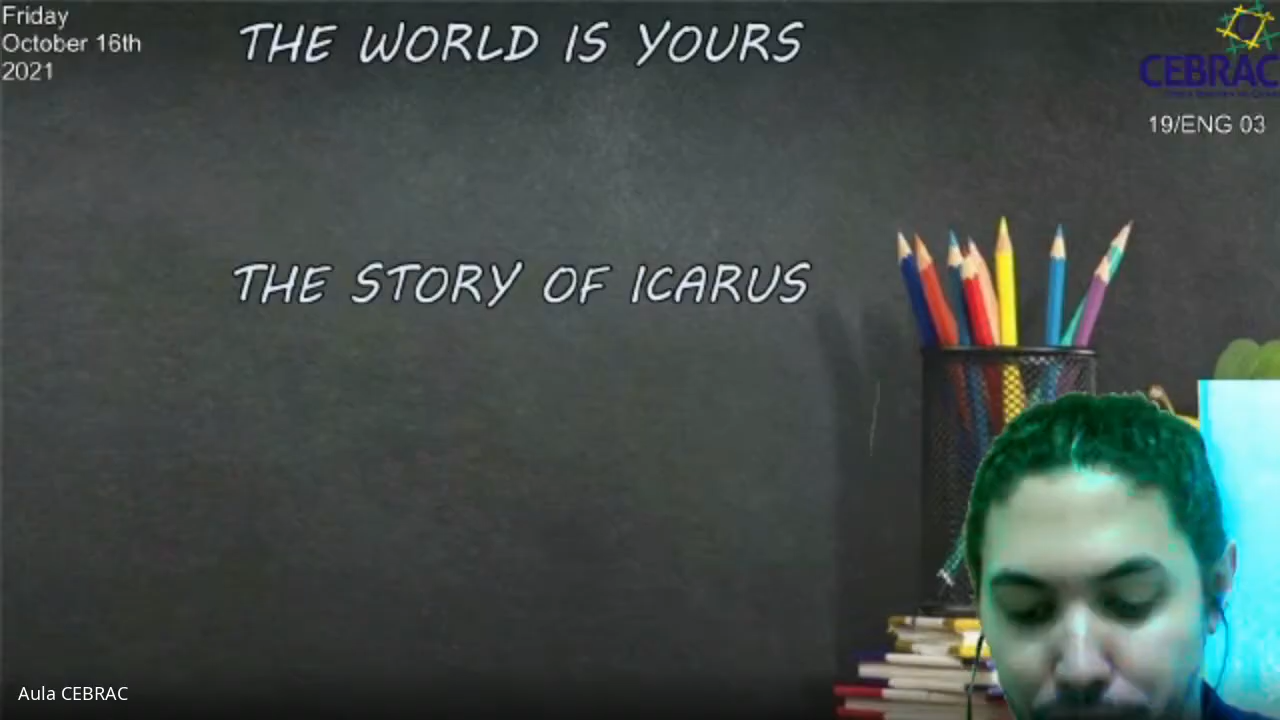 Friday
October 16th
2021
THE WORLD IS YOURS
CEBRAC
19/ENG 03
THE STORY OF ICARUS
Aula CEBRAC